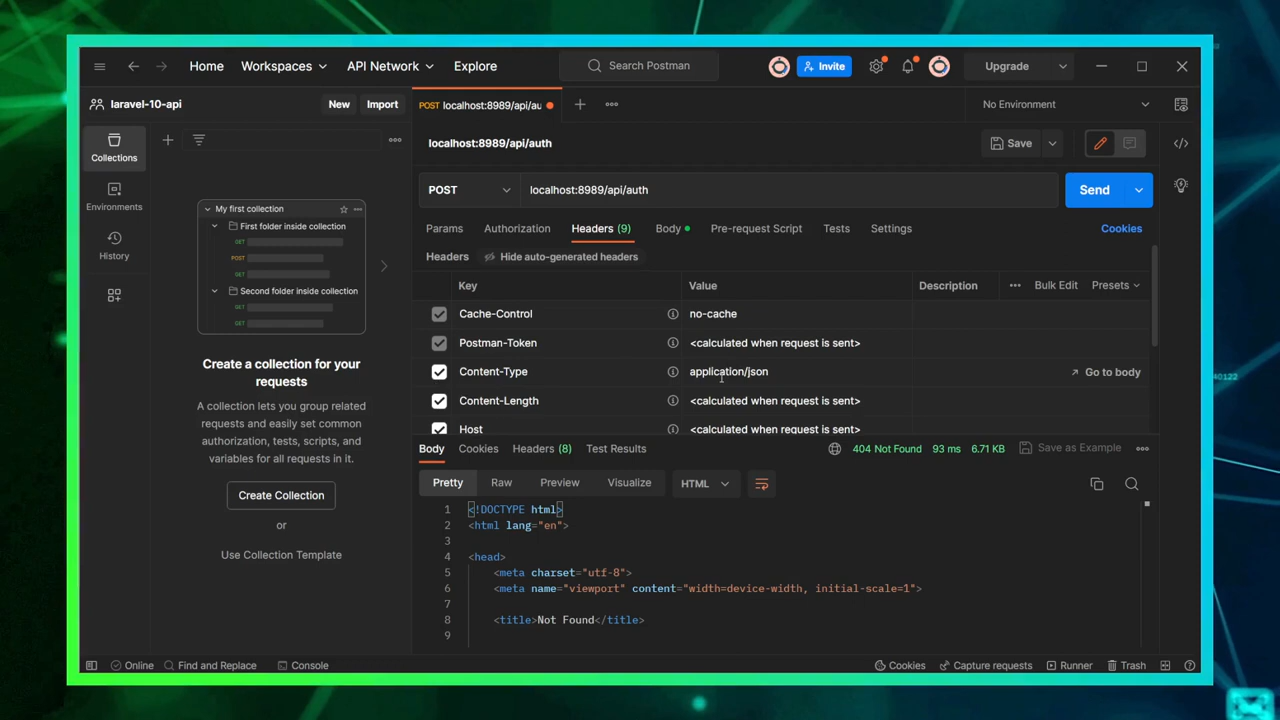 Home
Workspaces
API Network
Explore
Search Postman
Invite
Upgrade
laravel-10-api
New
Import
POST localhost:8989/api/au
No Environment
Collections
Environments
History
My first collection
First folder inside collection
GET
POST
GET
Second folder inside collection
GET
GET
Create a collection for your
requests
A collection lets you group related
requests and easily set common
authorization, tests, scripts, and
variables for all requests in it.
Create Collection
or
Use Collection Template
localhost:8989/api/auth
Save
POST
localhost:8989/api/auth
Send
Params
Authorization
Headers (9)
Body
Pre-request Script
Tests
Settings
Cookies
Headers
Hide auto-generated headers
Key
Value
Description
Bulk Edit
Presets
Cache-Control
no-cache
Postman-Token
<calculated when request is sent>
Content-Type
application/json
Go to body
Content-Length
<calculated when request is sent>
Host
<calculated when request is sent>
Body
Cookies
Headers (8)
Test Results
404 Not Found
93 ms
6.71 KB
Save as Example
Pretty
Raw
Preview
Visualize
HTML
1 <!DOCTYPE html>
2 <html lang="en">
3
4 <head>
5 <meta charset="utf-8">
6 <meta name="viewport" content="width=device-width, initial-scale=1">
7
8 <title>Not Found</title>
9
Online
Find and Replace
Console
Cookies
Capture requests
Runner
Trash
40122